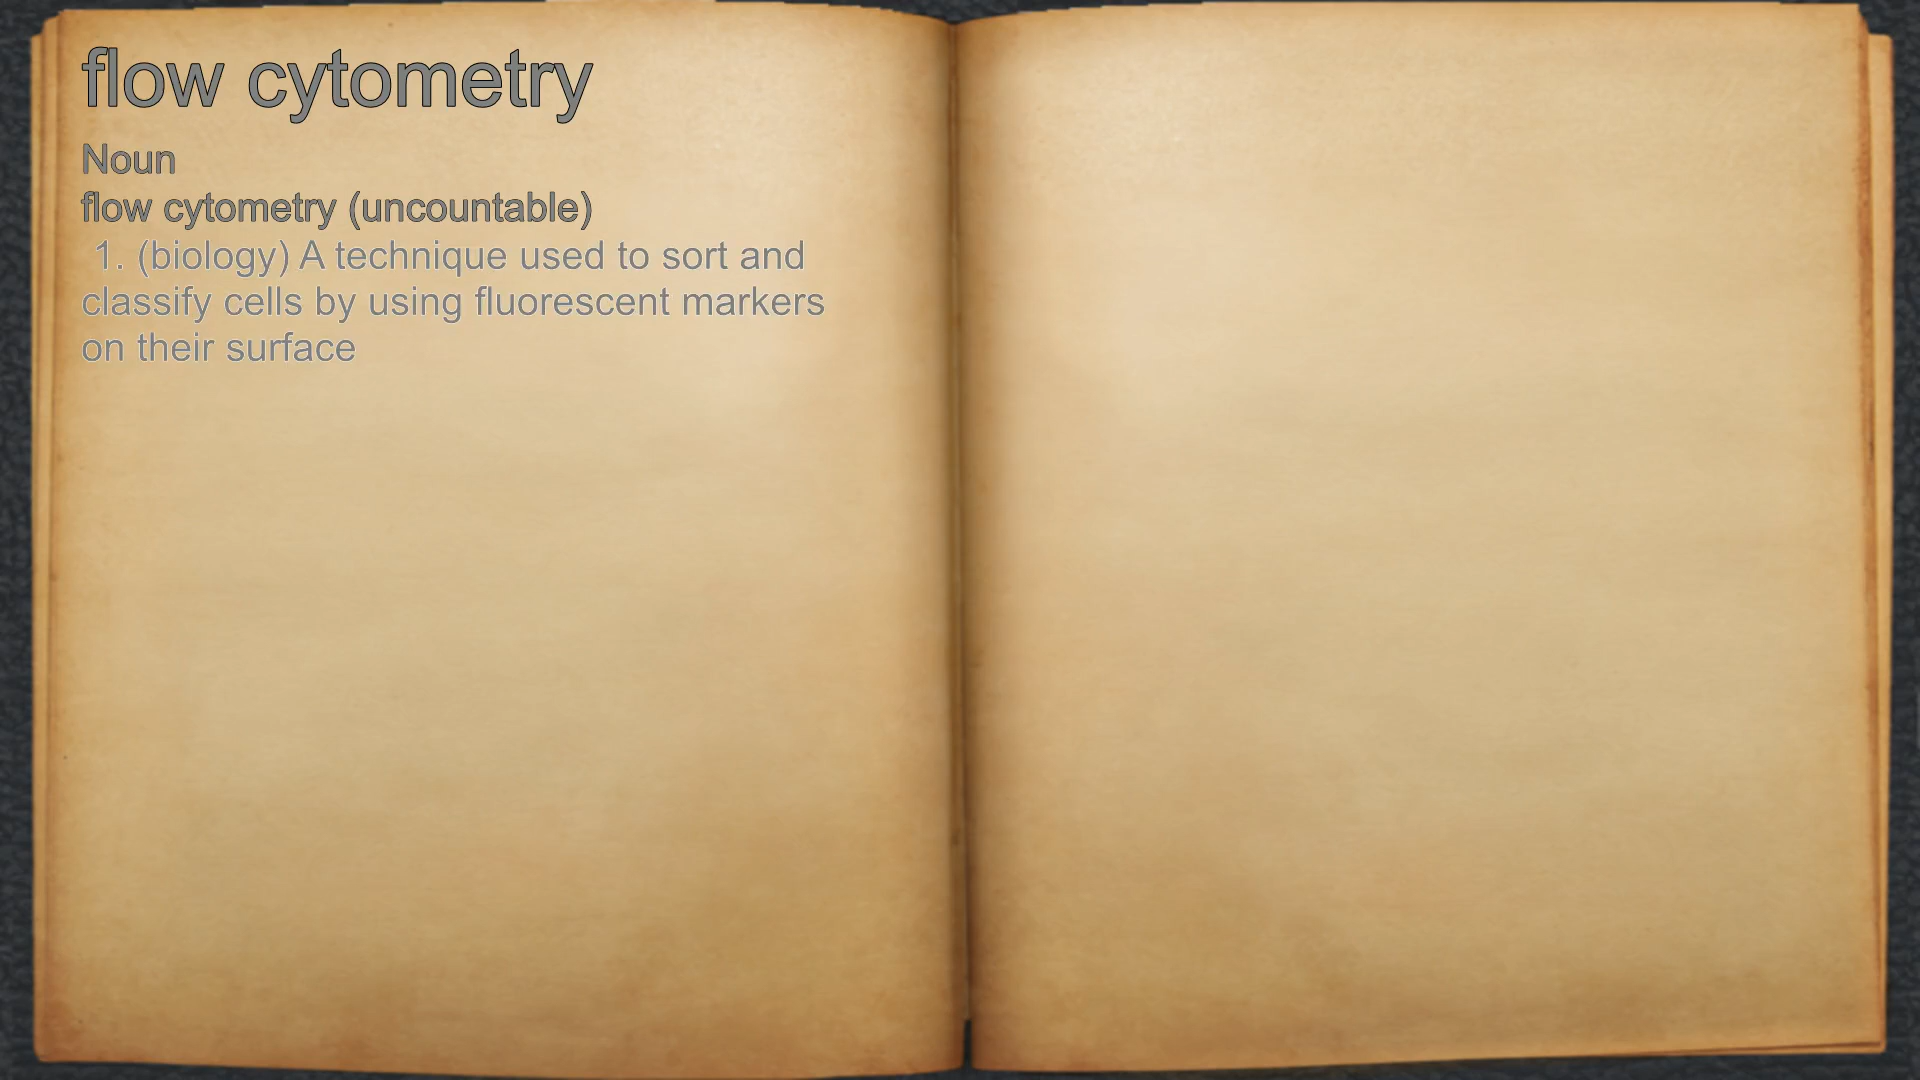 flow cytometry
Noun
flow cytometry (uncountable)
1. (biology) A technique used to sort and
classify cells by using fluorescent markers
on their surface